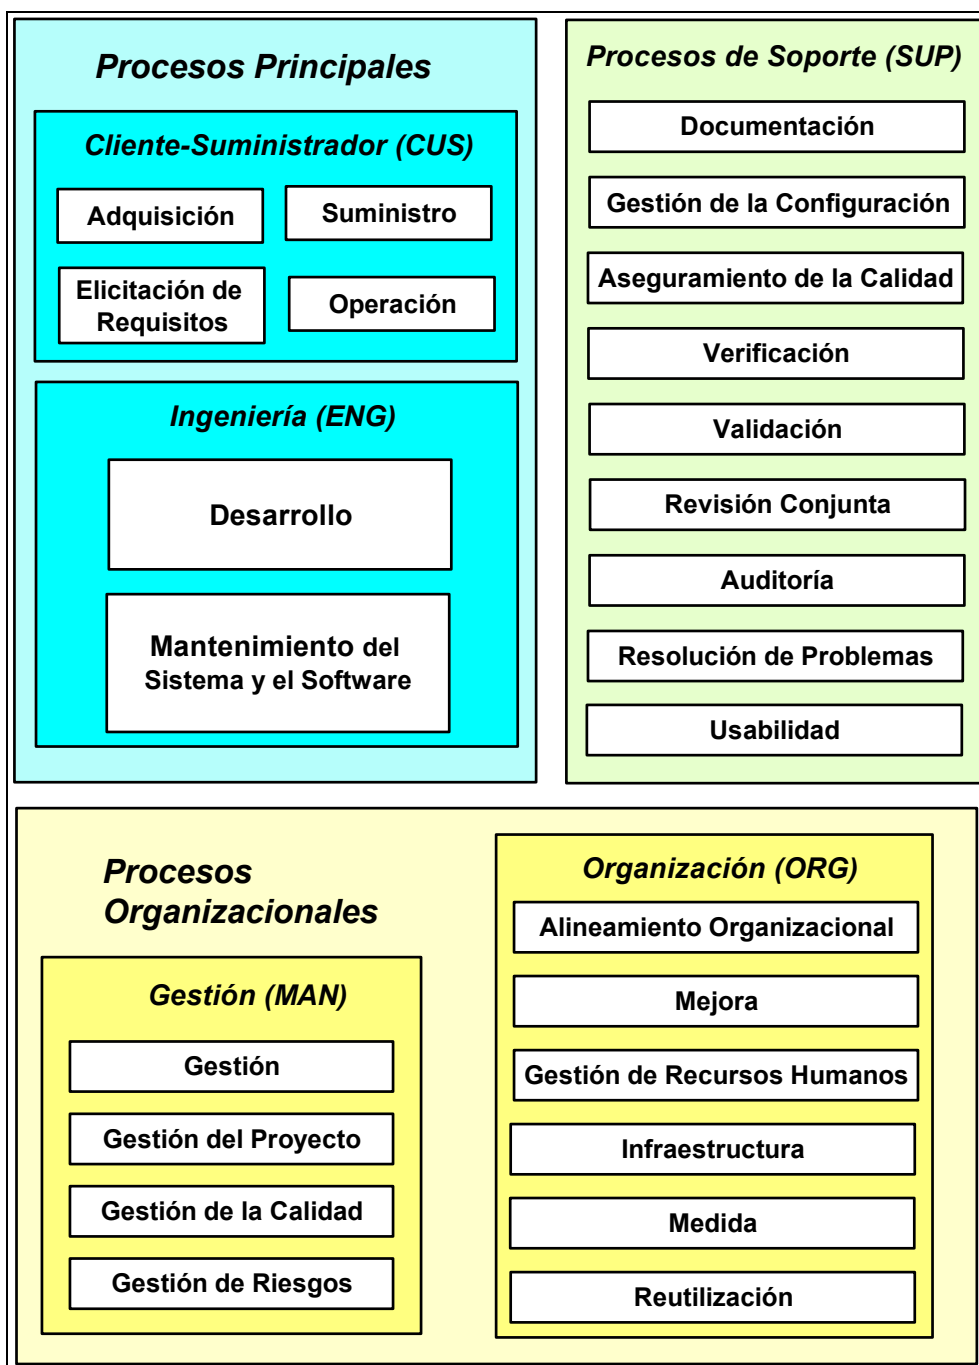 Procesos Principales
Cliente-Suministrador (CUS)
Adquisición
Suministro
Elicitación de
Requisitos
Operación
Ingeniería (ENG)
Desarrollo
Mantenimiento del
Sistema y el Software
Procesos de Soporte (SUP)
Documentación
Gestión de la Configuración
Aseguramiento de la Calidad
Verificación
Validación
Revisión Conjunta
Auditoría
Resolución de Problemas
Usabilidad
Procesos
Organizacionales
Gestión (MAN)
Gestión
Gestión del Proyecto
Gestión de la Calidad
Gestión de Riesgos
Organización (ORG)
Alineamiento Organizacional
Mejora
Gestión de Recursos Humanos
Infraestructura
Medida
Reutilización